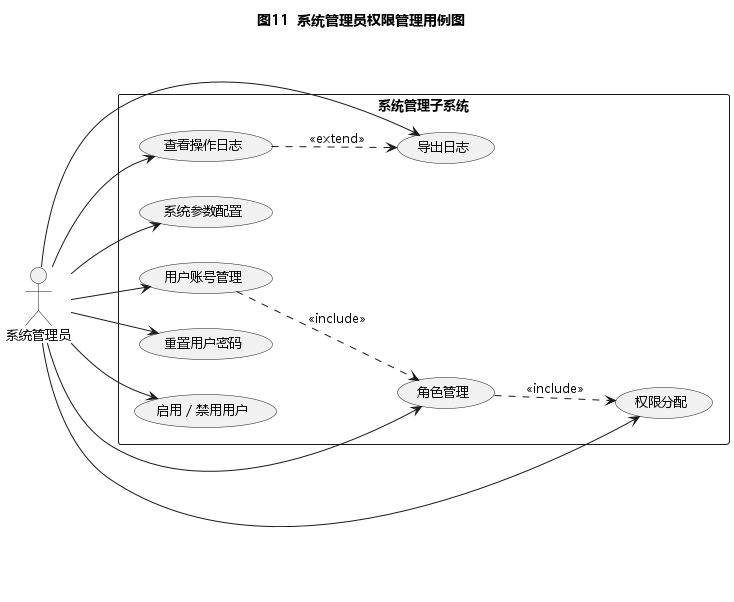 图11 系统管理员权限管理用例图
系统管理子系统
查看操作日志
«extend»
导出日志
系统参数配置
用户账号管理
«include»
重置用户密码
系统管理员
启用 / 禁用用户
角色管理
«include»
权限分配